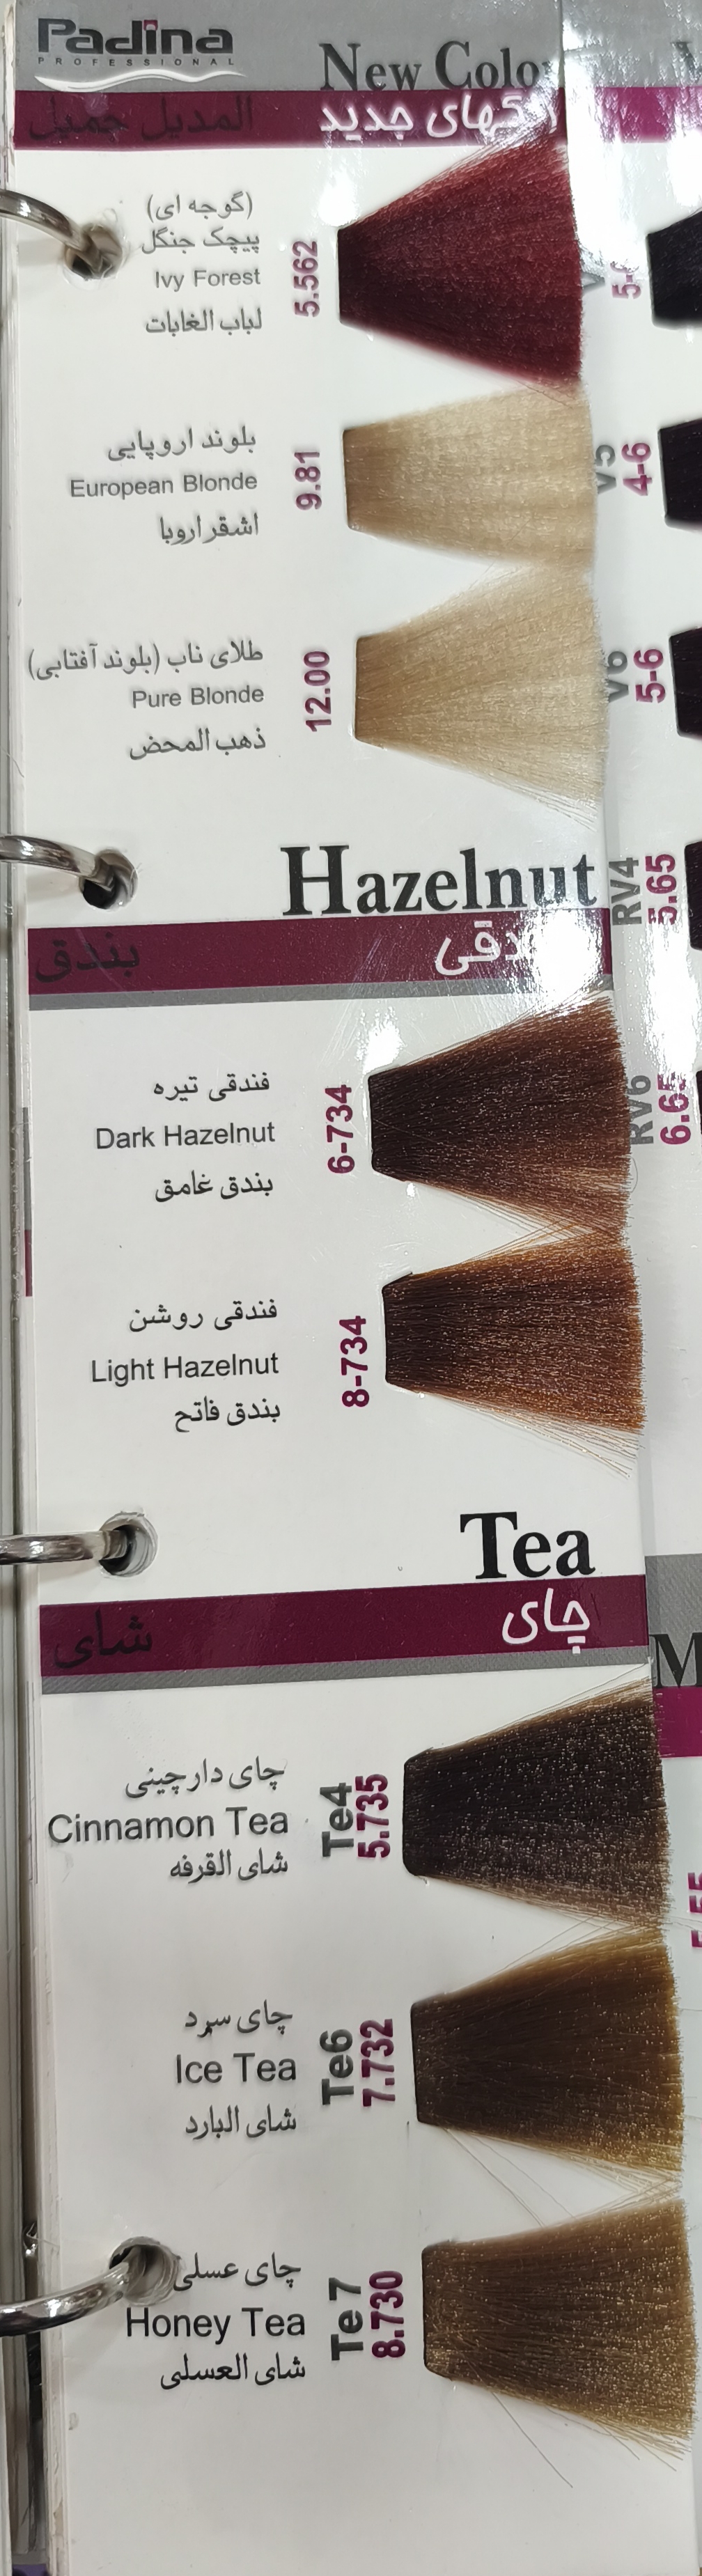 Padina
PROFESSIONAL
New Colo
المدیل جمیل
گهای جدید
(گوجه ای)
پیچک جنگل
Ivy Forest
لباب الغابات
5.562
بلوند اروپایی
European Blonde
اشقر اروبا
9.81
طلای ناب (بلوند آفتابی)
Pure Blonde
ذهب المحض
12.00
Hazelnut
بندق
دقی
فندقی تیره
Dark Hazelnut
بندق غامق
6-734
فندقی روشن
Light Hazelnut
بندق فاتح
8-734
Tea
شای
چای
چای دارچینی
Cinnamon Tea
شای القرفه
Te4
5.735
چای سرد
Ice Tea
شای البارد
Te6
7.732
چای عسلی
Honey Tea
شای العسلی
Te 7
8.730
V5
4-6
V6
5-6
RV4
5.65
RV6
6.65
M